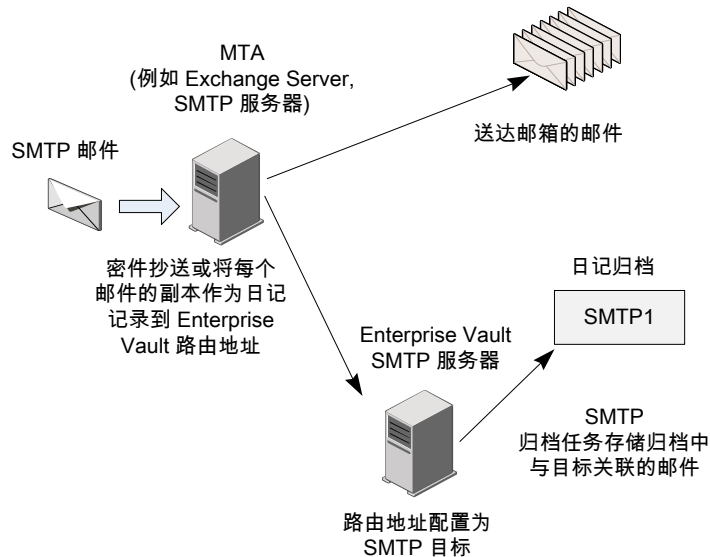 MTA
(例如 Exchange Server,
SMTP 服务器)
送达邮箱的邮件
SMTP 邮件
密件抄送或将每个
邮件的副本作为日记
记录到 Enterprise
Vault 路由地址
日记归档
SMTP1
Enterprise Vault
SMTP 服务器
SMTP
归档任务存储归档中
与目标关联的邮件
路由地址配置为
SMTP 目标